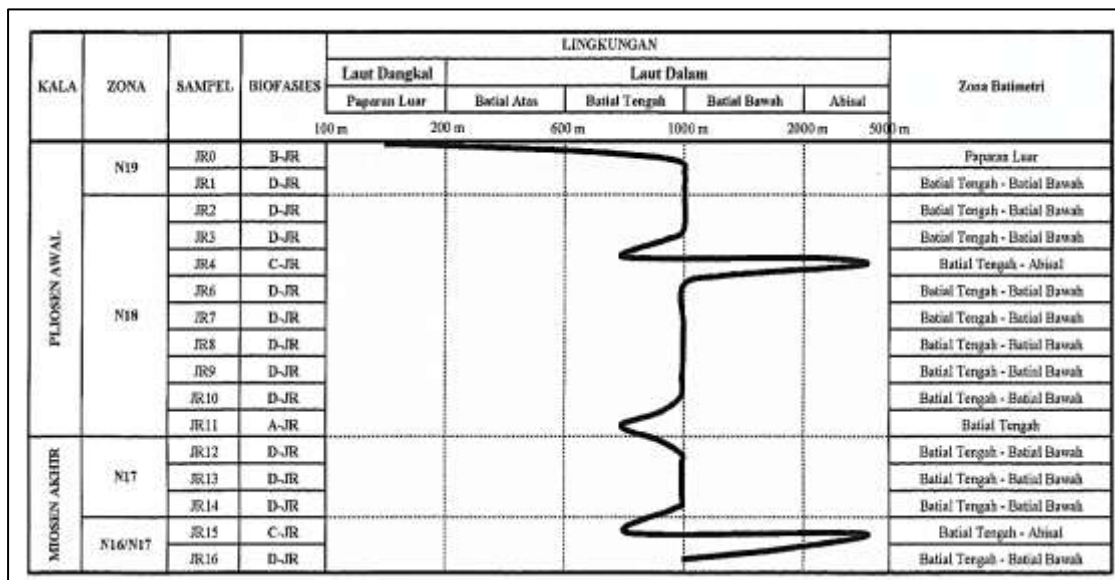 KALA ZONA SAMPEL BIOFASIES LINGKUNGAN Zona Batimetri
Laut Dangkal Laut Dalam
Paparan Luar Batial Atas Batial Tengah Batial Bawah Abisal
100 m 200 m 600 m 1000 m 2000 m 5000 m
PLIOSEN AWAL
N19
JR0 B-JR Paparan Luar
JR1 D-JR Batial Tengah - Batial Bawah
N18
JR2 D-JR Batial Tengah - Batial Bawah
JR3 D-JR Batial Tengah - Batial Bawah
JR4 C-JR Batial Tengah - Abisal
JR6 D-JR Batial Tengah - Batial Bawah
JR7 D-JR Batial Tengah - Batial Bawah
JR8 D-JR Batial Tengah - Batial Bawah
JR9 D-JR Batial Tengah - Batial Bawah
JR10 D-JR Batial Tengah - Batial Bawah
JR11 A-JR Batial Tengah
MIOSEN AKHIR
N17
JR12 D-JR Batial Tengah - Batial Bawah
JR13 D-JR Batial Tengah - Batial Bawah
JR14 D-JR Batial Tengah - Batial Bawah
N16/N17
JR15 C-JR Batial Tengah - Abisal
JR16 D-JR Batial Tengah - Batial Bawah